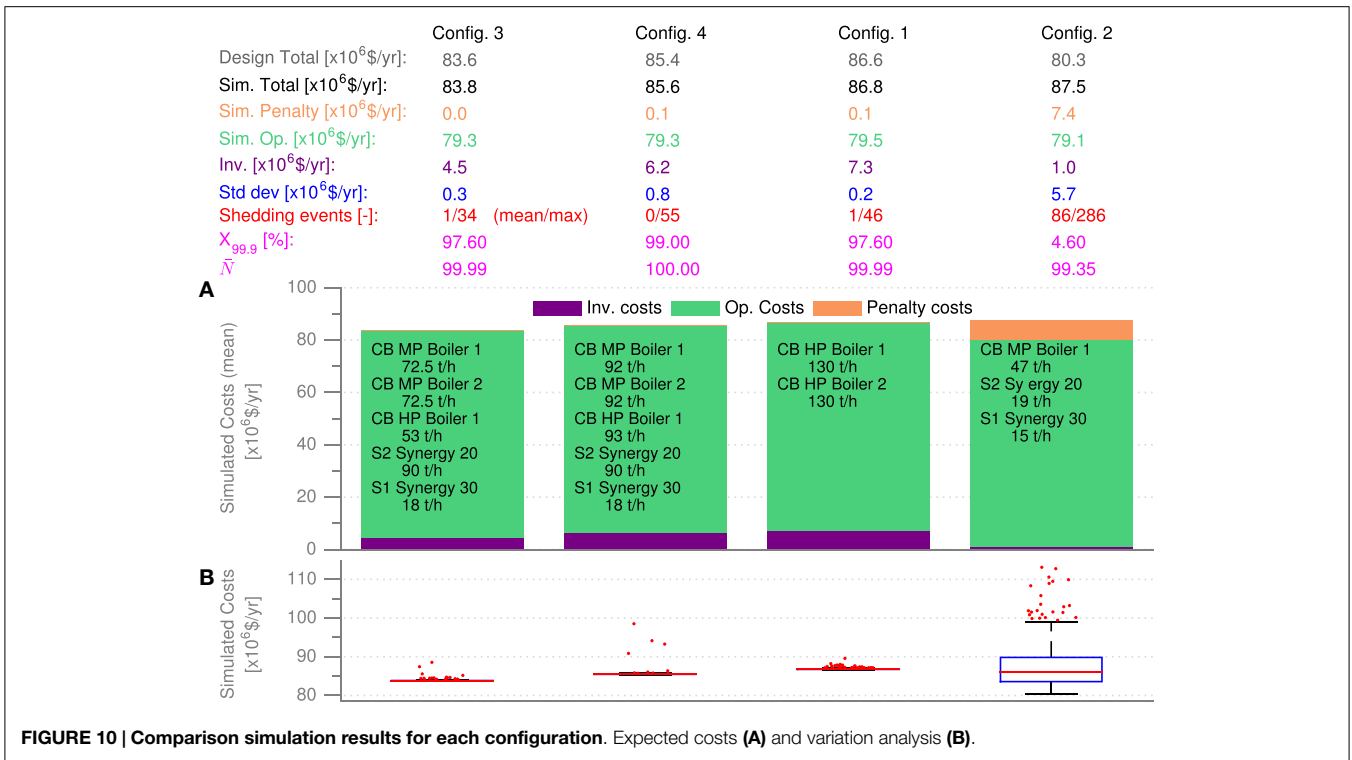 Config. 3 Config. 4 Config. 1 Config. 2
Design Total [x10⁶$/yr]: 83.6 85.4 86.6 80.3
Sim. Total [x10⁶$/yr]: 83.8 85.6 86.8 87.5
Sim. Penalty [x10⁶$/yr]: 0.0 0.1 0.1 7.4
Sim. Op. [x10⁶$/yr]: 79.3 79.3 79.5 79.1
Inv. [x10⁶$/yr]: 4.5 6.2 7.3 1.0
Std dev [x10⁶$/yr]: 0.3 0.8 0.2 5.7
Shedding events [-]: 1/34 (mean/max) 0/55 1/46 86/286
X99.9 [%]: 97.60 99.00 97.60 4.60
N̄ 99.99 100.00 99.99 99.35
A
Simulated Costs (mean)
[x10⁶$/yr]
100
80
60
40
20
0
Inv. costs Op. Costs Penalty costs
CB MP Boiler 1
72.5 t/h
CB MP Boiler 2
72.5 t/h
CB HP Boiler 1
53 t/h
S2 Synergy 20
90 t/h
S1 Synergy 30
18 t/h
CB MP Boiler 1
92 t/h
CB MP Boiler 2
92 t/h
CB HP Boiler 1
93 t/h
S2 Synergy 20
90 t/h
S1 Synergy 30
18 t/h
CB HP Boiler 1
130 t/h
CB HP Boiler 2
130 t/h
CB MP Boiler 1
47 t/h
S2 Sy ergy 20
19 t/h
S1 Synergy 30
15 t/h
B
Simulated Costs
[x10⁶$/yr]
110
100
90
80
FIGURE 10 | Comparison simulation results for each configuration. Expected costs (A) and variation analysis (B).